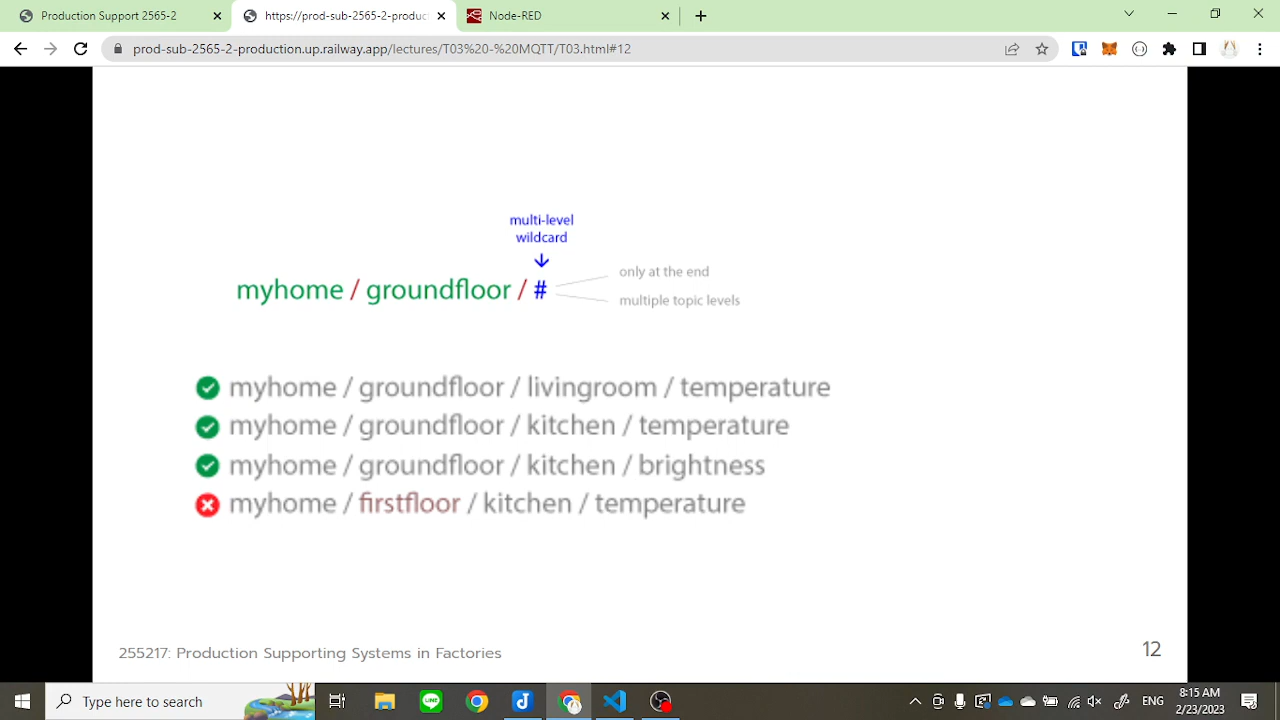 Production Support 2565-2
https://prod-sub-2565-2-produc
Node-RED
prod-sub-2565-2-production.up.railway.app/lectures/T03%20-%20MQTT/T03.html#12
multi-level
wildcard
only at the end
myhome / groundfloor / #
multiple topic levels
myhome / groundfloor / livingroom / temperature
myhome / groundfloor / kitchen / temperature
myhome / groundfloor / kitchen / brightness
myhome / firstfloor / kitchen / temperature
255217: Production Supporting Systems in Factories
12
Type here to search
LINE
ENG
8:15 AM
2/23/2023